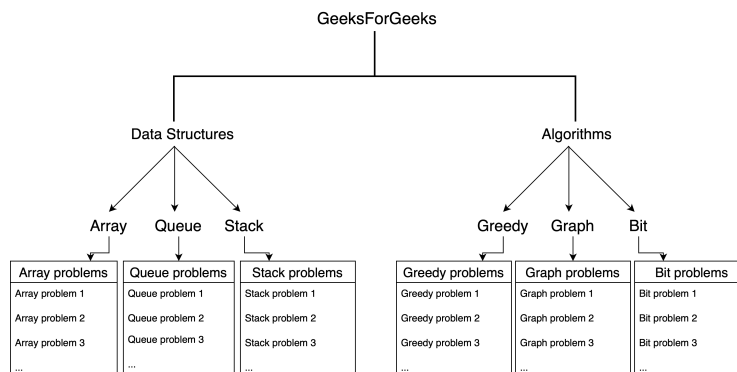 GeeksForGeeks
Data Structures
Algorithms
Array
Queue
Stack
Greedy
Graph
Bit
Array problems
Array problem 1
Array problem 2
Array problem 3
...
Queue problems
Queue problem 1
Queue problem 2
Queue problem 3
...
Stack problems
Stack problem 1
Stack problem 2
Stack problem 3
...
Greedy problems
Greedy problem 1
Greedy problem 2
Greedy problem 3
...
Graph problems
Graph problem 1
Graph problem 2
Graph problem 3
...
Bit problems
Bit problem 1
Bit problem 2
Bit problem 3
...